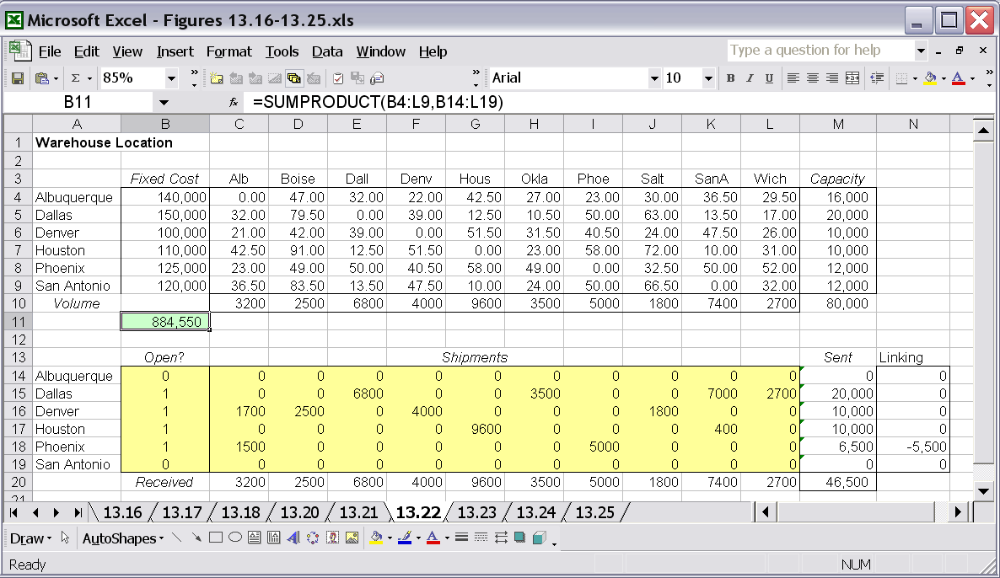 Microsoft Excel - Figures 13.16-13.25.xls
File Edit View Insert Format Tools Data Window Help Type a question for help
Σ 85% » » Arial 10 B I U A »
B11 fx =SUMPRODUCT(B4:L9,B14:L19)
A B C D E F G H I J K L M N
1 Warehouse Location
2
3 Fixed Cost Alb Boise Dall Denv Hous Okla Phoe Salt SanA Wich Capacity
4 Albuquerque 140,000 0.00 47.00 32.00 22.00 42.50 27.00 23.00 30.00 36.50 29.50 16,000
5 Dallas 150,000 32.00 79.50 0.00 39.00 12.50 10.50 50.00 63.00 13.50 17.00 20,000
6 Denver 100,000 21.00 42.00 39.00 0.00 51.50 31.50 40.50 24.00 47.50 26.00 10,000
7 Houston 110,000 42.50 91.00 12.50 51.50 0.00 23.00 58.00 72.00 10.00 31.00 10,000
8 Phoenix 125,000 23.00 49.00 50.00 40.50 58.00 49.00 0.00 32.50 50.00 52.00 12,000
9 San Antonio 120,000 36.50 83.50 13.50 47.50 10.00 24.00 50.00 66.50 0.00 32.00 12,000
10 Volume 3200 2500 6800 4000 9600 3500 5000 1800 7400 2700 80,000
11 884,550
12
13 Open? Shipments Sent Linking
14 Albuquerque 0 0 0 0 0 0 0 0 0 0 0 0 0
15 Dallas 1 0 0 6800 0 0 3500 0 0 7000 2700 20,000 0
16 Denver 1 1700 2500 0 4000 0 0 0 1800 0 0 10,000 0
17 Houston 1 0 0 0 0 9600 0 0 0 400 0 10,000 0
18 Phoenix 1 1500 0 0 0 0 0 5000 0 0 0 6,500 -5,500
19 San Antonio 0 0 0 0 0 0 0 0 0 0 0 0 0
20 Received 3200 2500 6800 4000 9600 3500 5000 1800 7400 2700 46,500
21
13.16 13.17 13.18 13.20 13.21 13.22 13.23 13.24 13.25
Draw AutoShapes A A
Ready NUM